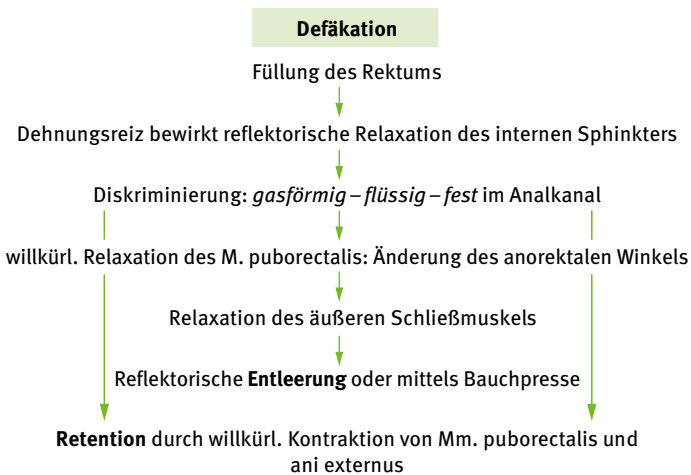 Defäkation
Füllung des Rektums
Dehnungsreiz bewirkt reflektorische Relaxation des internen Sphinkters
Diskriminierung: gasförmig – flüssig – fest im Analkanal
willkürl. Relaxation des M. puborectalis: Änderung des anorektalen Winkels
Relaxation des äußeren Schließmuskels
Reflektorische Entleerung oder mittels Bauchpresse
Retention durch willkürl. Kontraktion von Mm. puborectalis und
ani externus